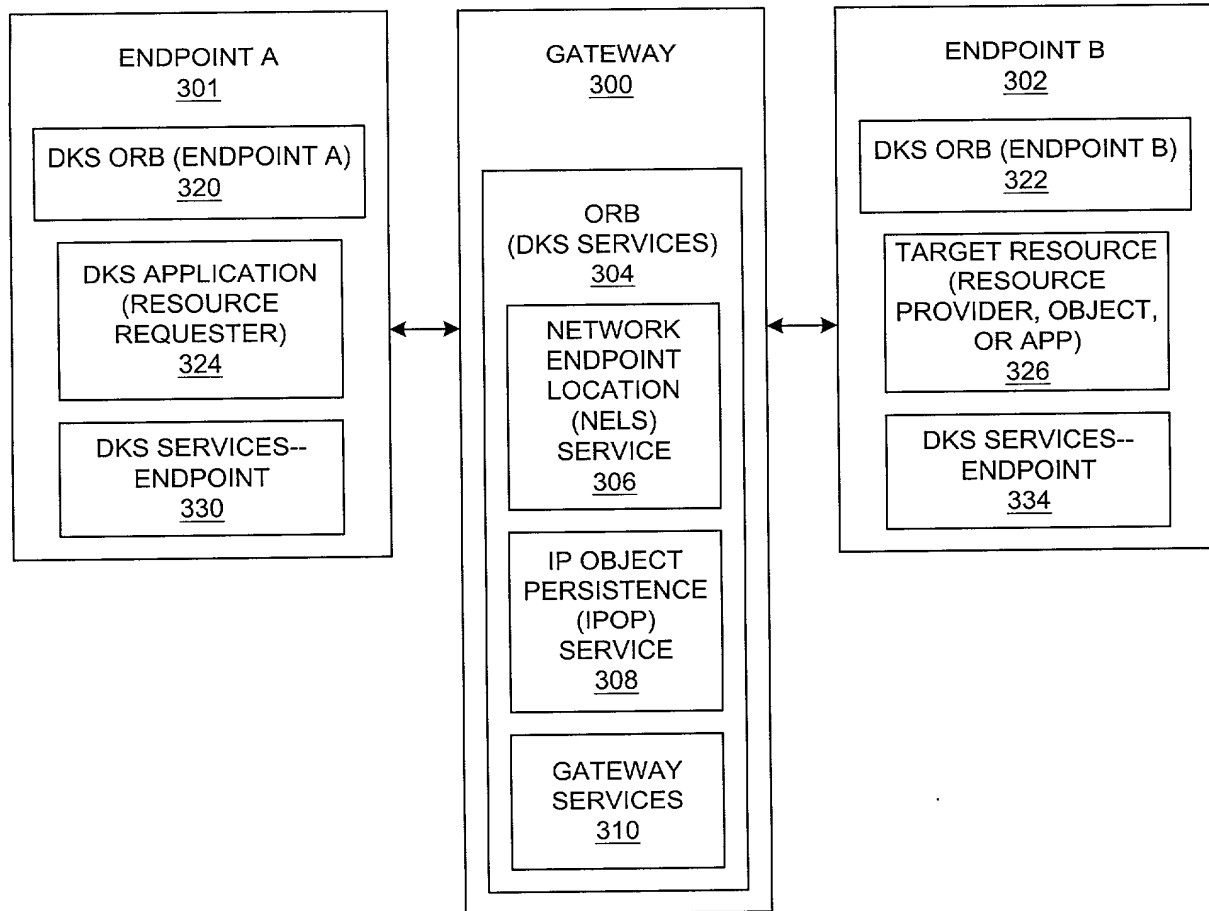 ENDPOINT A
301
DKS ORB (ENDPOINT A)
320
DKS APPLICATION
(RESOURCE
REQUESTER)
324
DKS SERVICES--
ENDPOINT
330
GATEWAY
300
ORB
(DKS SERVICES)
304
NETWORK
ENDPOINT
LOCATION
(NELS)
SERVICE
306
IP OBJECT
PERSISTENCE
(IPOP)
SERVICE
308
GATEWAY
SERVICES
310
ENDPOINT B
302
DKS ORB (ENDPOINT B)
322
TARGET RESOURCE
(RESOURCE
PROVIDER, OBJECT,
OR APP)
326
DKS SERVICES--
ENDPOINT
334